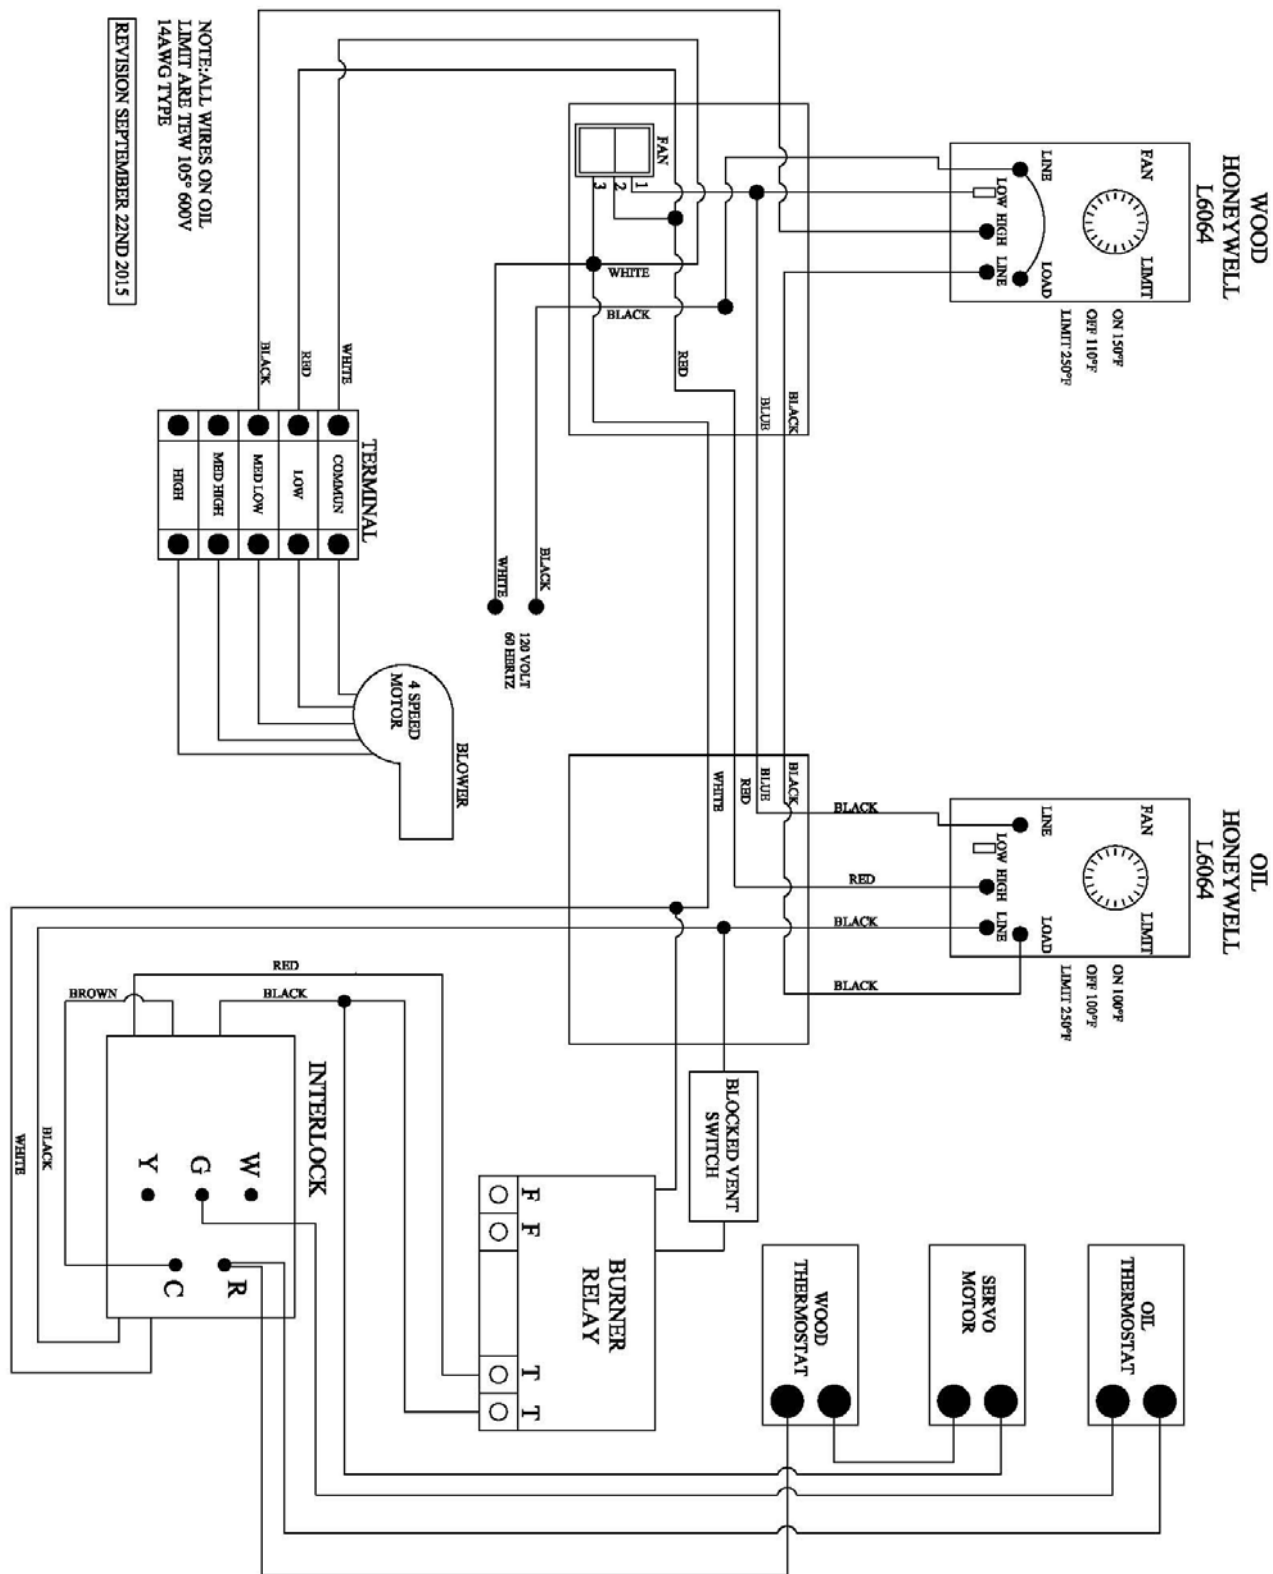 WOOD
HONEYWELL
L6064
FAN
LIMIT
LINE
LOAD
LOW
HIGH
LINE
ON 150°F
OFF 110°F
LIMIT 250°F
OIL
HONEYWELL
L6064
FAN
LIMIT
LINE
LOAD
LOW
HIGH
LINE
ON 100°F
OFF 100°F
LIMIT 250°F
FAN
1
2
3
WHITE
BLACK
RED
BLUE
BLACK
NOTE:ALL WIRES ON OIL
LIMIT ARE TEW 105° 600V
14AWG TYPE
REVISION SEPTEMBER 22ND 2015
WHITE
RED
BLACK
TERMINAL
COMMUN
LOW
MED LOW
MED HIGH
HIGH
BLACK
WHITE
120 VOLT
60 HERTZ
4 SPEED
MOTOR
BLOWER
BLACK
BLUE
RED
WHITE
BLACK
RED
BLACK
BLACK
RED
BROWN
BLACK
INTERLOCK
W
G
Y
R
C
BLACK
WHITE
BLOCKED VENT
SWITCH
BURNER
RELAY
F
F
T
T
WOOD
THERMOSTAT
SERVO
MOTOR
OIL
THERMOSTAT